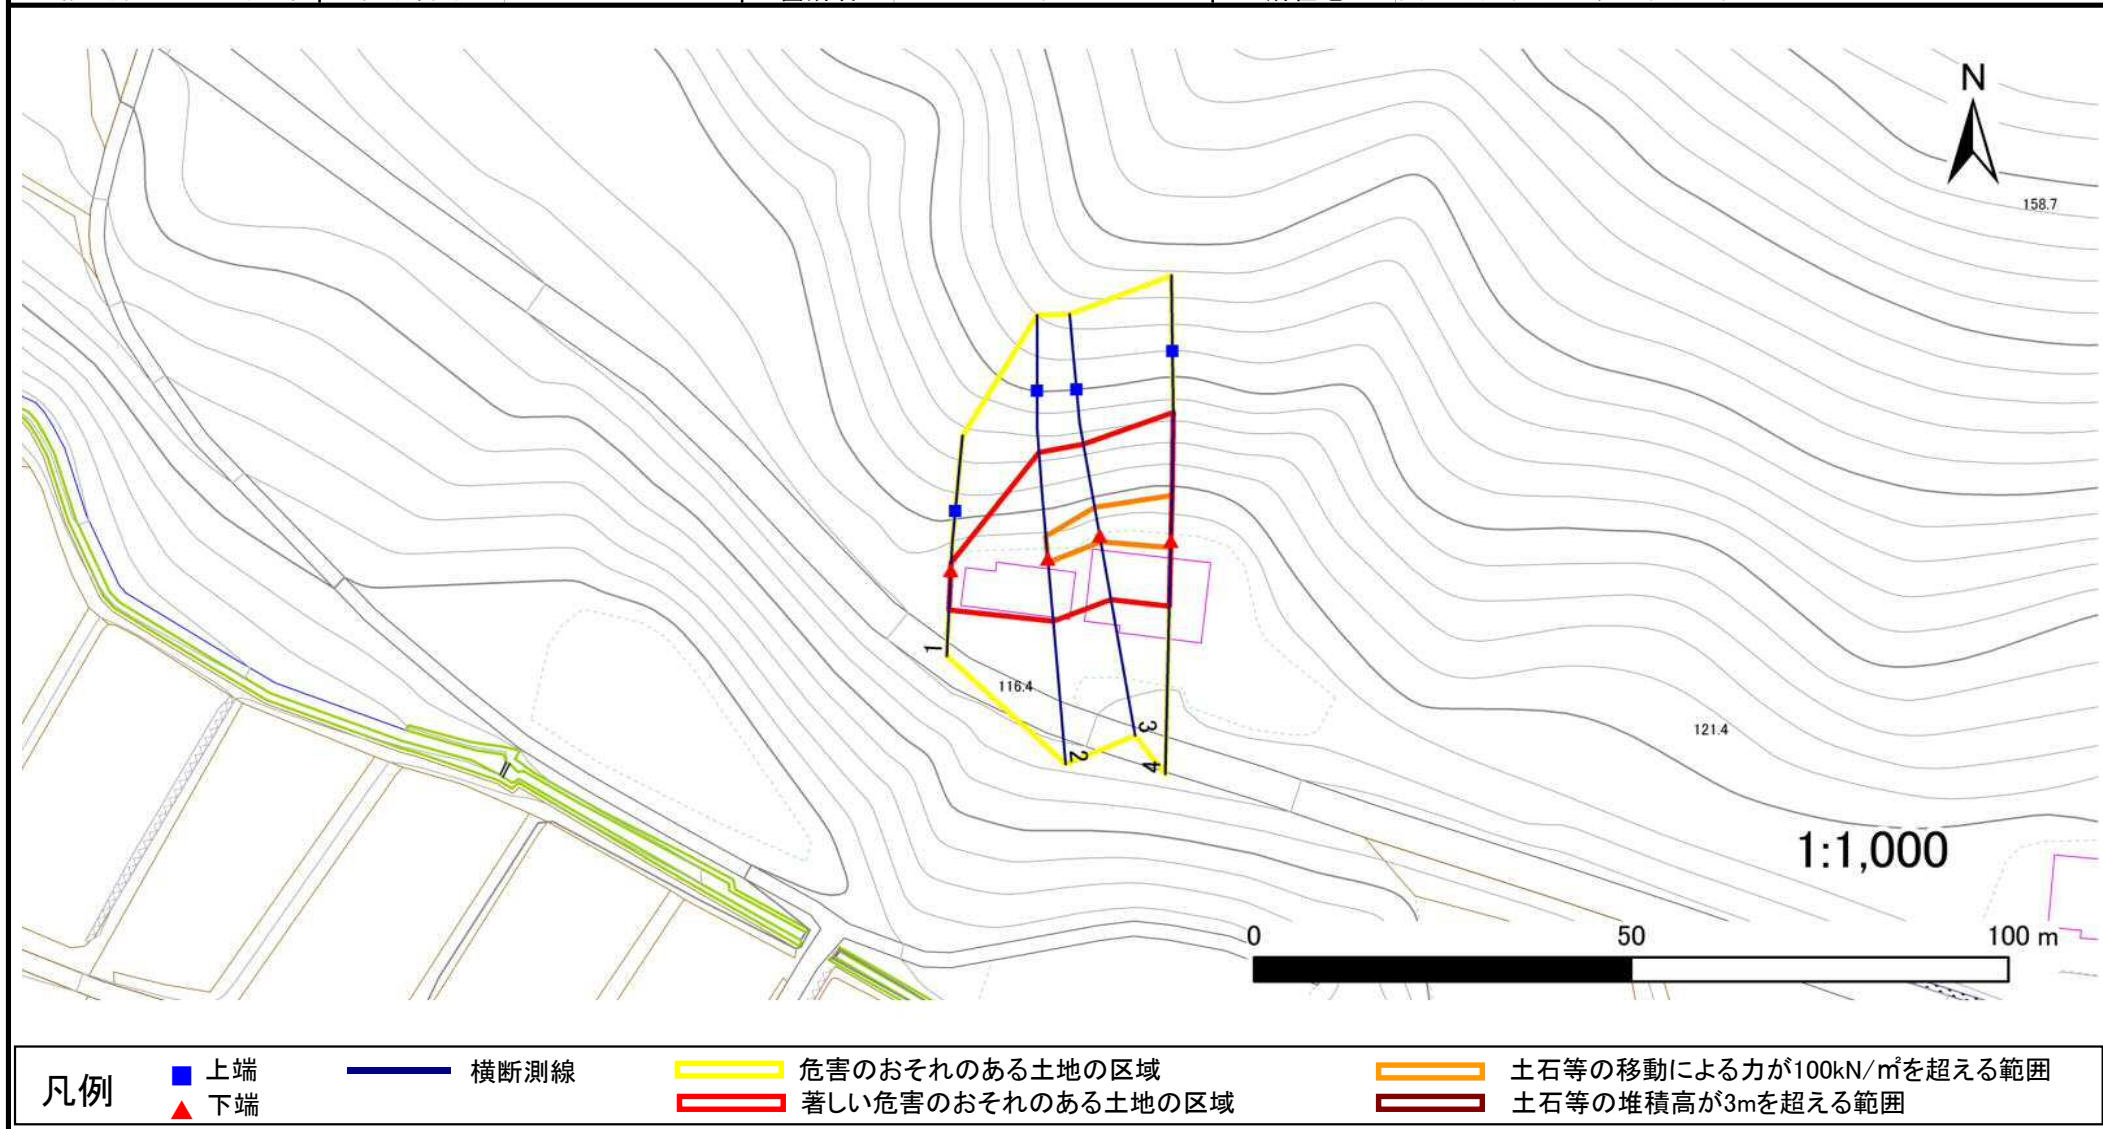 N
158.7
1
116.4
2
3
4
121.4
1:1,000
0
50
100 m
凡例
上端
下端
横断測線
危害のおそれのある土地の区域
著しい危害のおそれのある土地の区域
土石等の移動による力が100kN/㎡を超える範囲
土石等の堆積高が3mを超える範囲